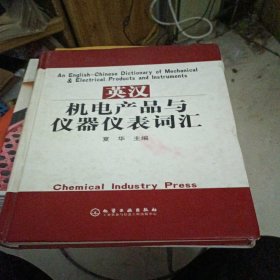 An English-Chinese Dictionary of Mechanical
& Electrical Products and Instruments
英汉
机电产品与
仪器仪表词汇
夏 华 主编
Chemical Industry Press
化学工业出版社